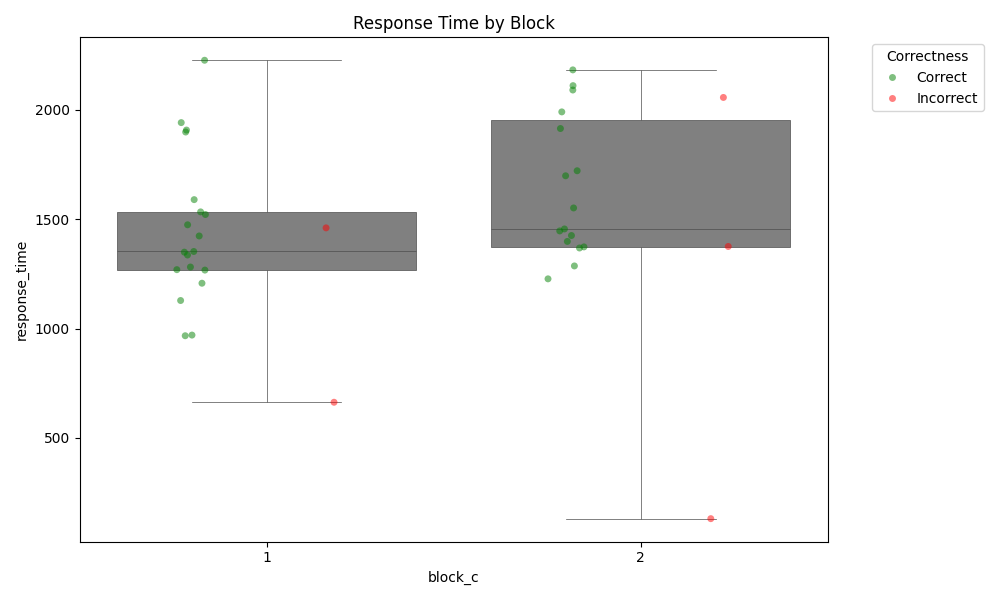 Response Time by Block
Correctness
Correct
Incorrect
2000
1500
1000
500
response_time
1
2
block_c